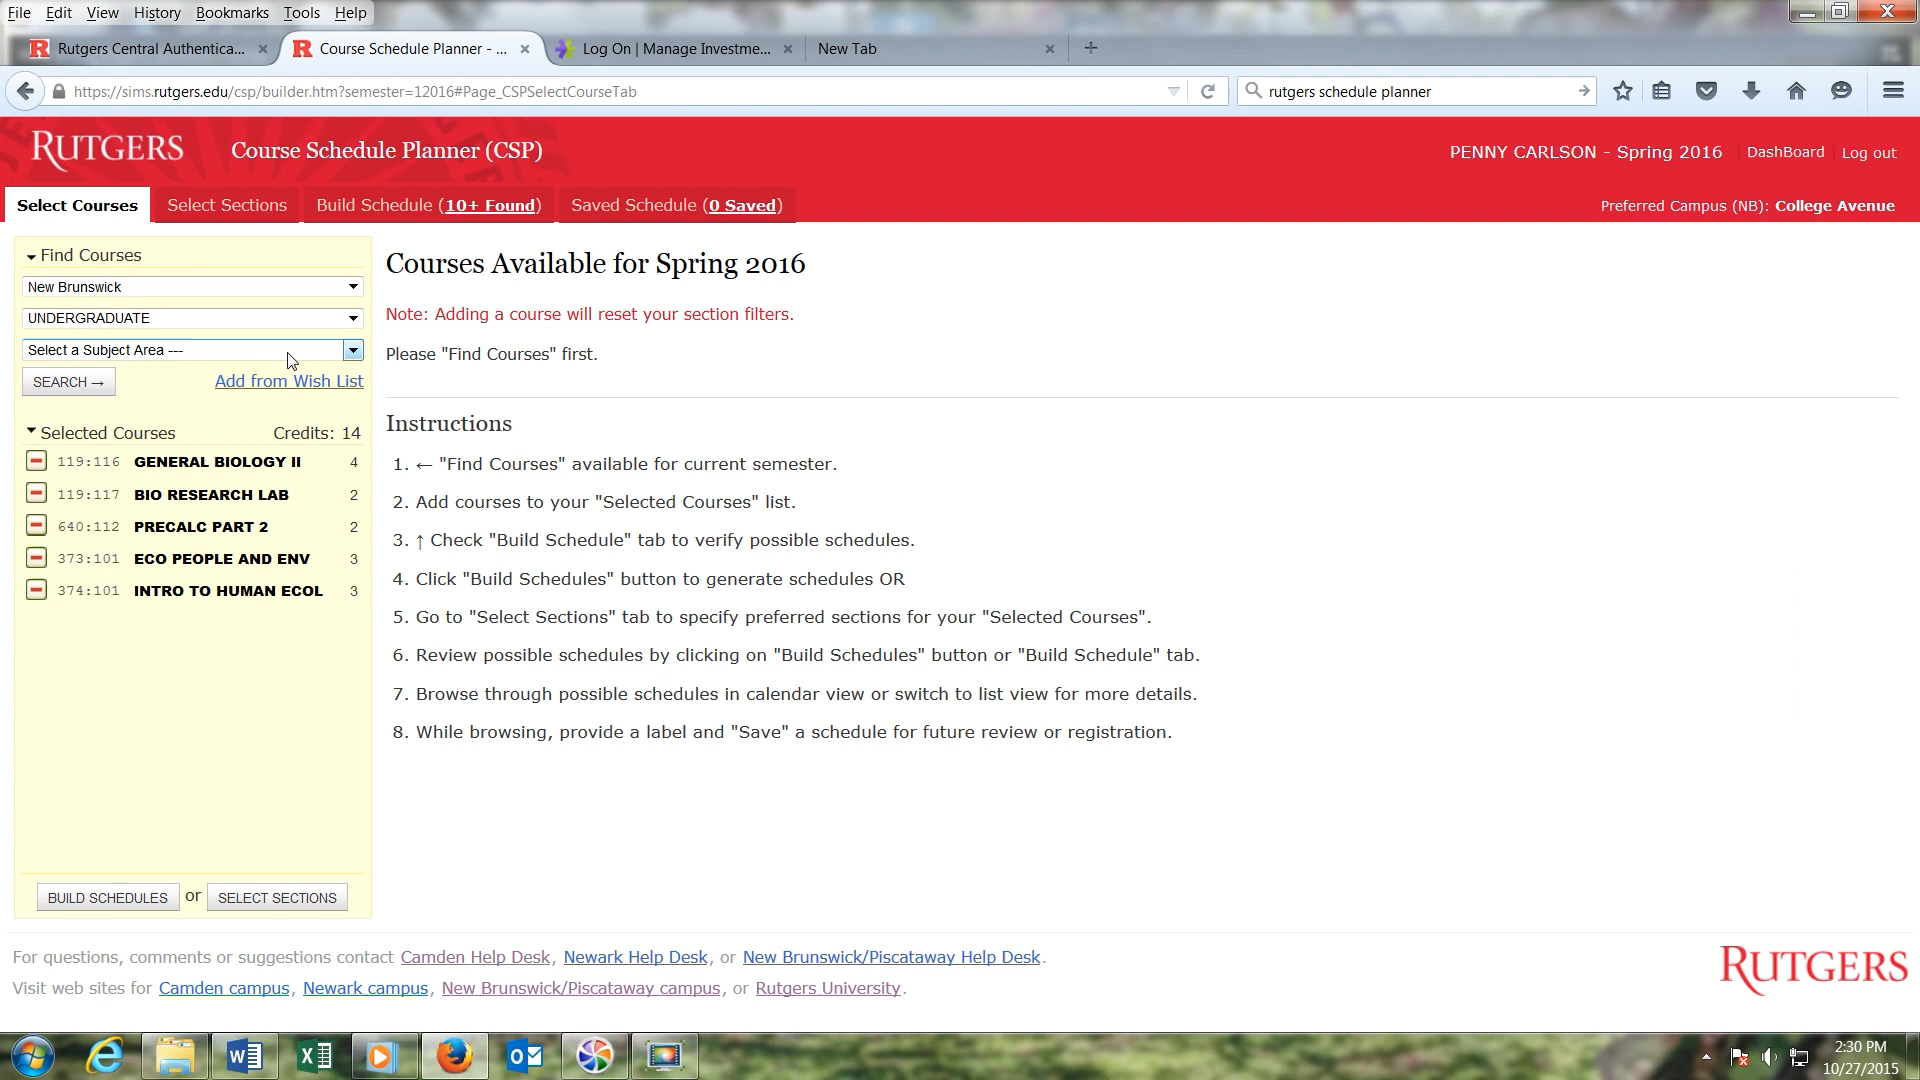 File Edit View History Bookmarks Tools Help
Rutgers Central Authentica... × Course Schedule Planner - ... × Log On | Manage Investme... × New Tab × +
https://sims.rutgers.edu/csp/builder.htm?semester=12016#Page_CSPSelectCourseTab rutgers schedule planner
RUTGERS Course Schedule Planner (CSP) PENNY CARLSON - Spring 2016 DashBoard Log out
Select Courses Select Sections Build Schedule (10+ Found) Saved Schedule (0 Saved) Preferred Campus (NB): College Avenue
Find Courses
New Brunswick
UNDERGRADUATE
Select a Subject Area ---
SEARCH → Add from Wish List
Selected Courses Credits: 14
119:116 GENERAL BIOLOGY II 4
119:117 BIO RESEARCH LAB 2
640:112 PRECALC PART 2 2
373:101 ECO PEOPLE AND ENV 3
374:101 INTRO TO HUMAN ECOL 3
BUILD SCHEDULES or SELECT SECTIONS
Courses Available for Spring 2016
Note: Adding a course will reset your section filters.
Please "Find Courses" first.
Instructions
1. ← "Find Courses" available for current semester.
2. Add courses to your "Selected Courses" list.
3. ↑ Check "Build Schedule" tab to verify possible schedules.
4. Click "Build Schedules" button to generate schedules OR
5. Go to "Select Sections" tab to specify preferred sections for your "Selected Courses".
6. Review possible schedules by clicking on "Build Schedules" button or "Build Schedule" tab.
7. Browse through possible schedules in calendar view or switch to list view for more details.
8. While browsing, provide a label and "Save" a schedule for future review or registration.
For questions, comments or suggestions contact Camden Help Desk, Newark Help Desk, or New Brunswick/Piscataway Help Desk.
Visit web sites for Camden campus, Newark campus, New Brunswick/Piscataway campus, or Rutgers University.
RUTGERS
2:30 PM
10/27/2015